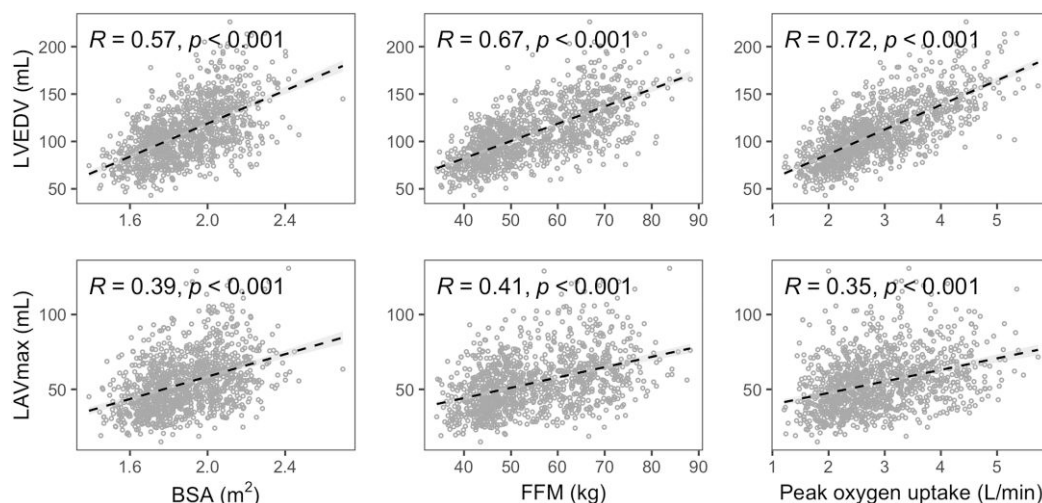 LVEDV (mL)
R = 0.57, p < 0.001
R = 0.67, p < 0.001
R = 0.72, p < 0.001
200
150
100
50
200
150
100
50
200
150
100
50
1.6 2.0 2.4
40 50 60 70 80 90
1 2 3 4 5
LAVmax (mL)
R = 0.39, p < 0.001
R = 0.41, p < 0.001
R = 0.35, p < 0.001
100
50
100
50
100
50
1.6 2.0 2.4
40 50 60 70 80 90
1 2 3 4 5
BSA (m²)
FFM (kg)
Peak oxygen uptake (L/min)